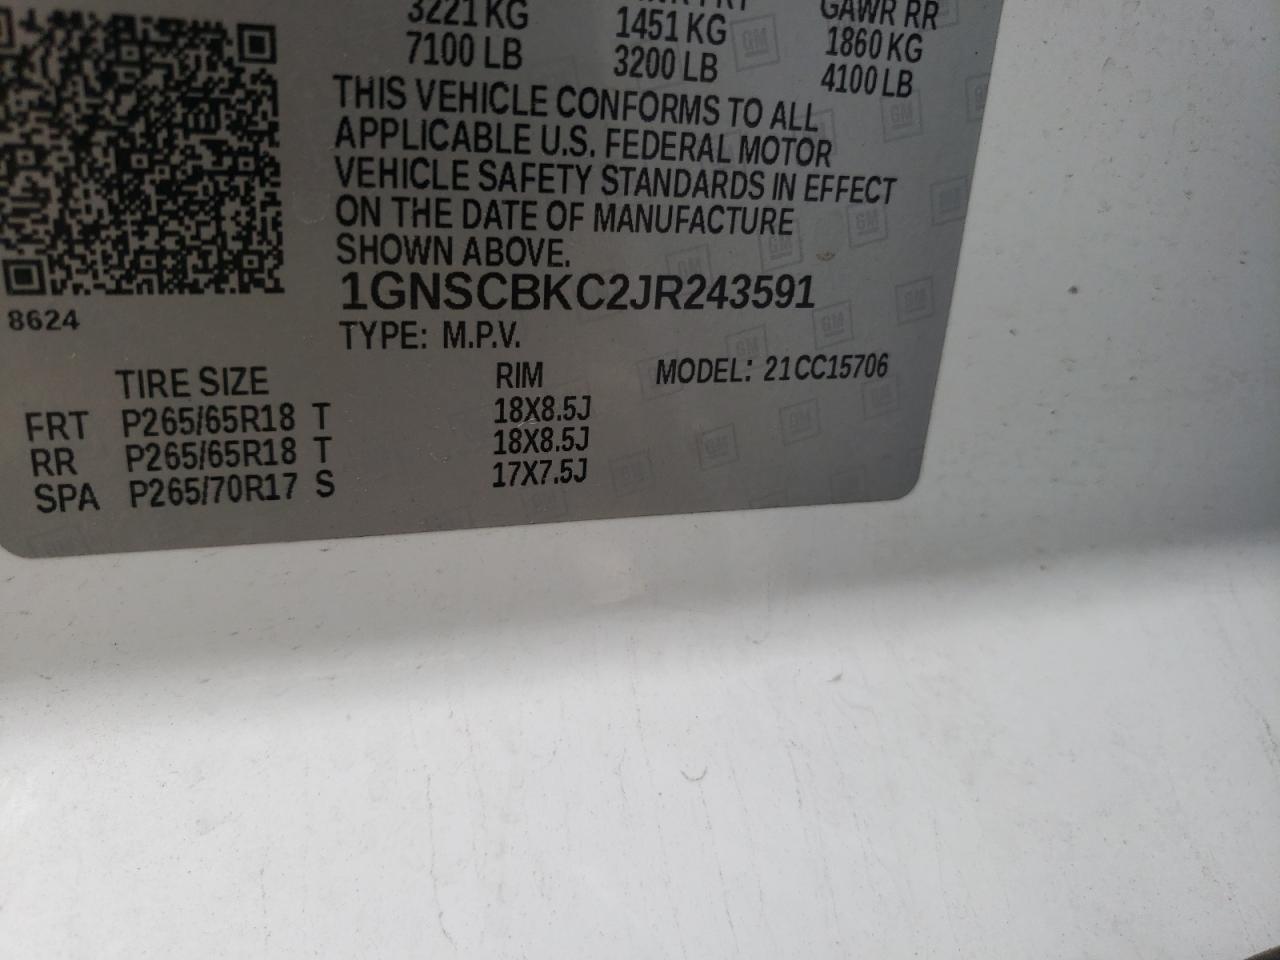 3221 KG 1451 KG GAWR RR
7100 LB 3200 LB 1860 KG
4100 LB
THIS VEHICLE CONFORMS TO ALL
APPLICABLE U.S. FEDERAL MOTOR
VEHICLE SAFETY STANDARDS IN EFFECT
ON THE DATE OF MANUFACTURE
SHOWN ABOVE.
1GNSCBKC2JR243591
8624
TYPE: M.P.V.
TIRE SIZE RIM MODEL: 21CC15706
FRT P265/65R18 T 18X8.5J
RR P265/65R18 T 18X8.5J
SPA P265/70R17 S 17X7.5J